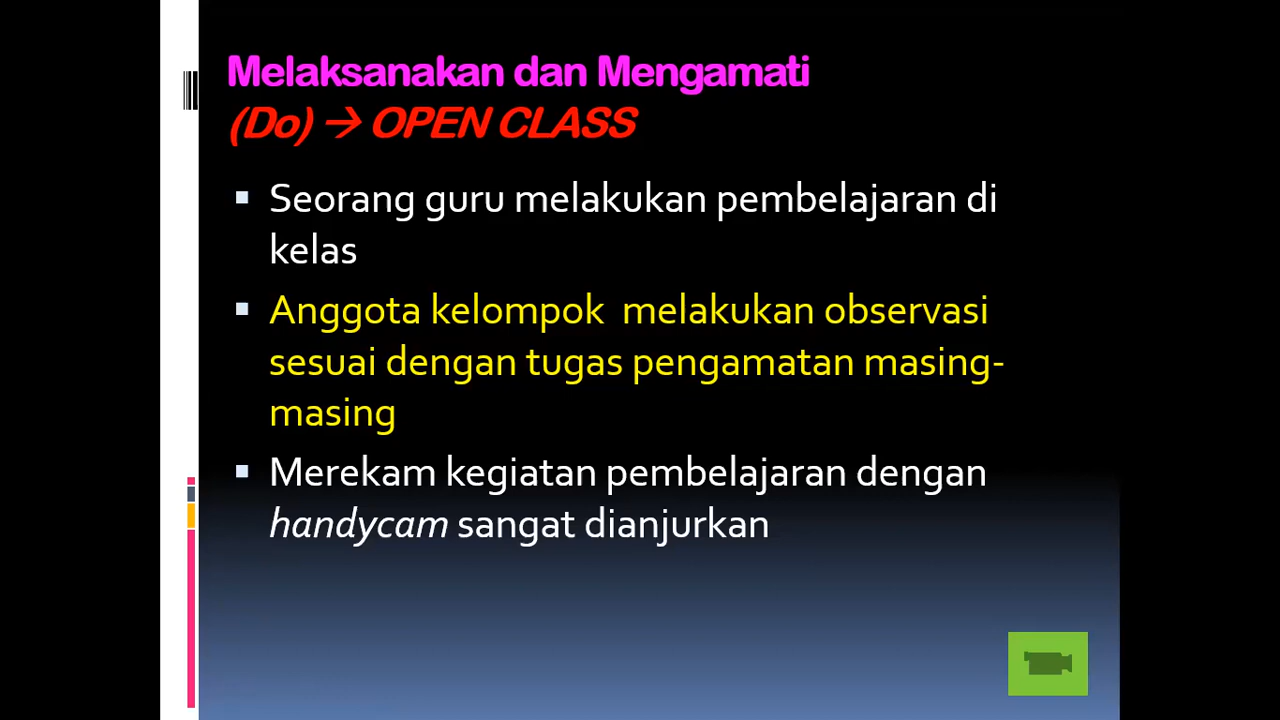 Melaksanakan dan Mengamati
(Do) → OPEN CLASS
Seorang guru melakukan pembelajaran di
kelas
Anggota kelompok melakukan observasi
sesuai dengan tugas pengamatan masing-
masing
Merekam kegiatan pembelajaran dengan
handycam sangat dianjurkan